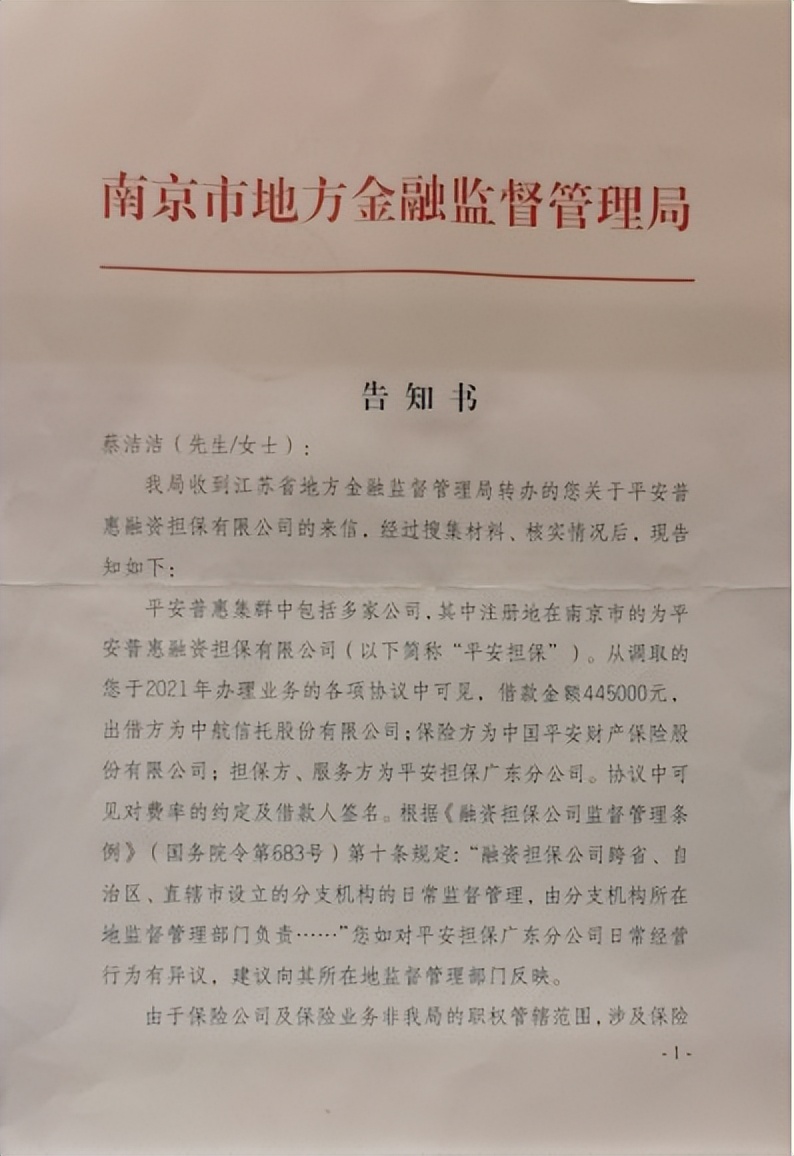 南京市地方金融监督管理局
告知书
蔡洁洁（先生/女士）：
我局收到江苏省地方金融监督管理局转办的您关于平安普
惠融资担保有限公司的来信，经过搜集材料、核实情况后，现告
知如下：
平安普惠集群中包括多家公司，其中注册地在南京市的为平
安普惠融资担保有限公司（以下简称“平安担保”）。从调取的
您于2021年办理业务的各项协议中可见，借款金额445000元，
出借方为中航信托股份有限公司；保险方为中国平安财产保险股
份有限公司；担保方、服务方为平安担保广东分公司。协议中可
见对费率的约定及借款人签名。根据《融资担保公司监督管理条
例》（国务院令第683号）第十条规定：“融资担保公司跨省、自
治区、直辖市设立的分支机构的日常监督管理，由分支机构所在
地监督管理部门负责……”您如对平安担保广东分公司日常经营
行为有异议，建议向其所在地监督管理部门反映。
由于保险公司及保险业务非我局的职权管辖范围，涉及保险
-1-